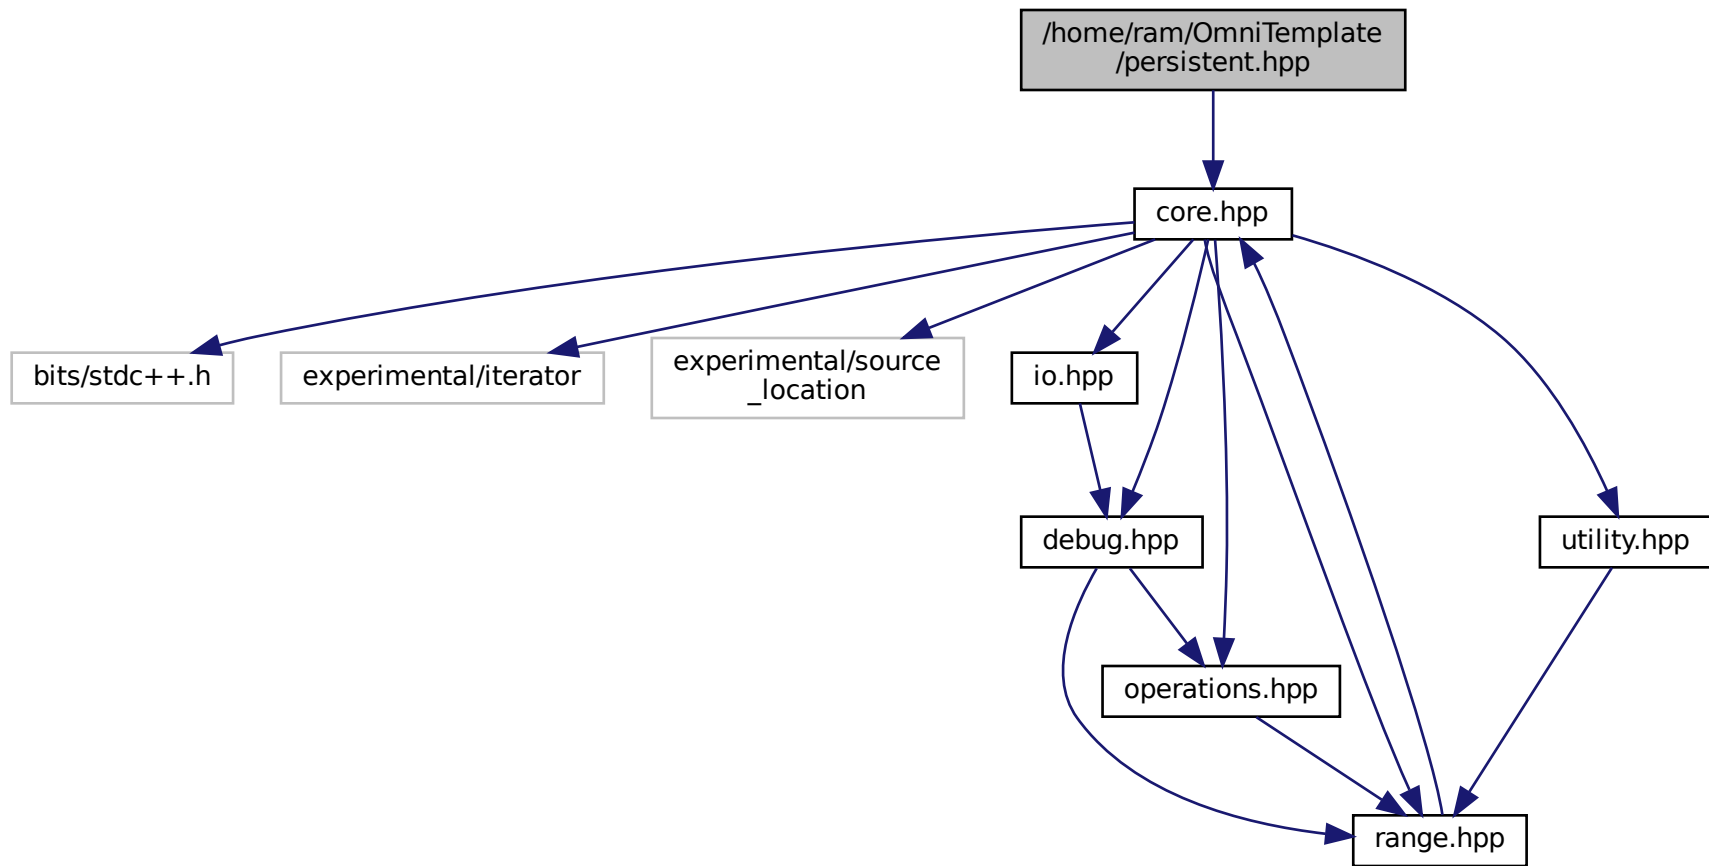 /home/ram/OmniTemplate
/persistent.hpp
core.hpp
bits/stdc++.h
experimental/iterator
experimental/source
_location
io.hpp
debug.hpp
utility.hpp
operations.hpp
range.hpp